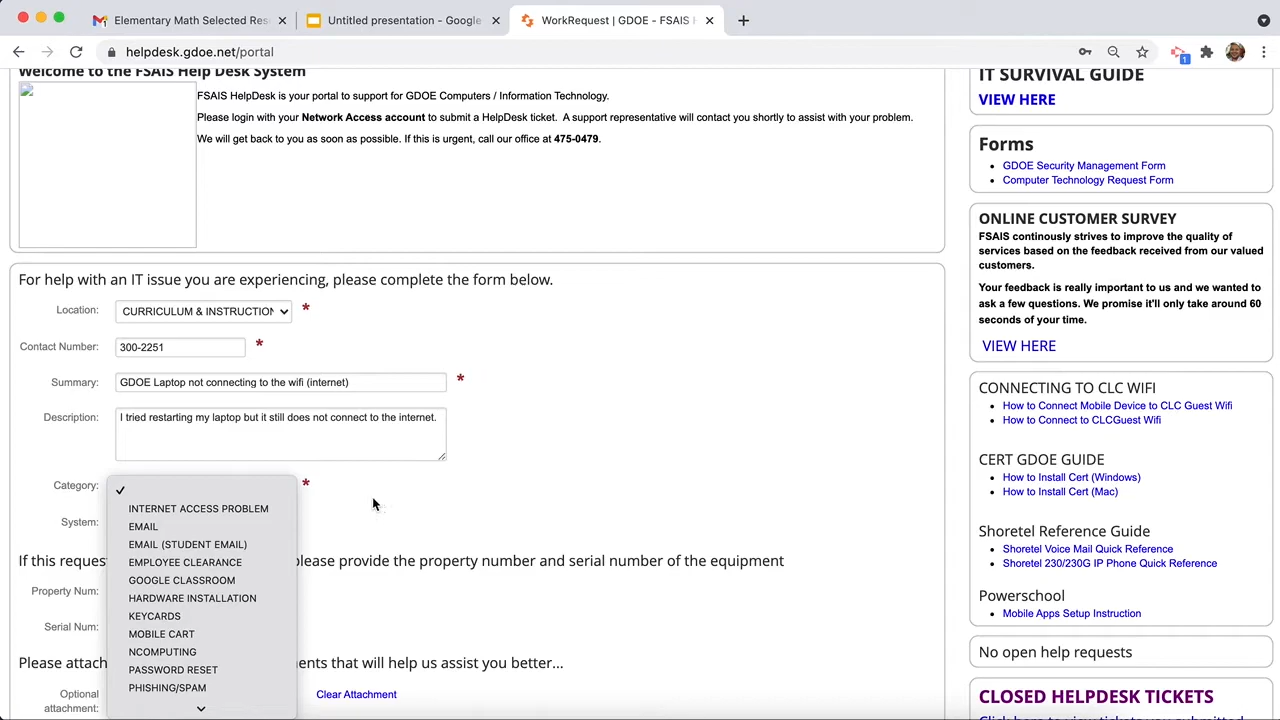 Elementary Math Selected Res
Untitled presentation - Google
WorkRequest | GDOE - FSAIS H
helpdesk.gdoe.net/portal
1
Welcome to the FSAIS Help Desk System
FSAIS HelpDesk is your portal to support for GDOE Computers / Information Technology.
Please login with your Network Access account to submit a HelpDesk ticket. A support representative will contact you shortly to assist with your problem.
We will get back to you as soon as possible. If this is urgent, call our office at 475-0479.
For help with an IT issue you are experiencing, please complete the form below.
Location: CURRICULUM & INSTRUCTION *
Contact Number: 300-2251 *
Summary: GDOE Laptop not connecting to the wifi (internet) *
Description: I tried restarting my laptop but it still does not connect to the internet.
Category: *
System:
INTERNET ACCESS PROBLEM
EMAIL
EMAIL (STUDENT EMAIL)
EMPLOYEE CLEARANCE
GOOGLE CLASSROOM
HARDWARE INSTALLATION
KEYCARDS
MOBILE CART
NCOMPUTING
PASSWORD RESET
PHISHING/SPAM
If this reques please provide the property number and serial number of the equipment
Property Num:
Serial Num:
Please attach ents that will help us assist you better...
Optional
attachment:
Clear Attachment
IT SURVIVAL GUIDE
VIEW HERE
Forms
GDOE Security Management Form
Computer Technology Request Form
ONLINE CUSTOMER SURVEY
FSAIS continously strives to improve the quality of
services based on the feedback received from our valued
customers.
Your feedback is really important to us and we wanted to
ask a few questions. We promise it'll only take around 60
seconds of your time.
VIEW HERE
CONNECTING TO CLC WIFI
How to Connect Mobile Device to CLC Guest Wifi
How to Connect to CLCGuest Wifi
CERT GDOE GUIDE
How to Install Cert (Windows)
How to Install Cert (Mac)
Shoretel Reference Guide
Shoretel Voice Mail Quick Reference
Shoretel 230/230G IP Phone Quick Reference
Powerschool
Mobile Apps Setup Instruction
No open help requests
CLOSED HELPDESK TICKETS
Click here to view tickets you submitted